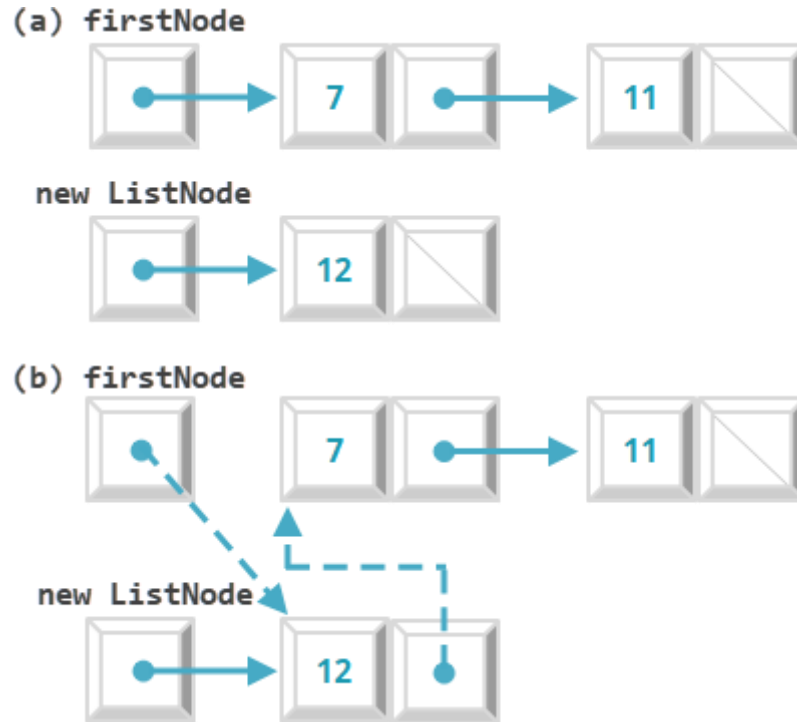 (a) firstNode
7 11
new ListNode
12
(b) firstNode
7 11
new ListNode
12